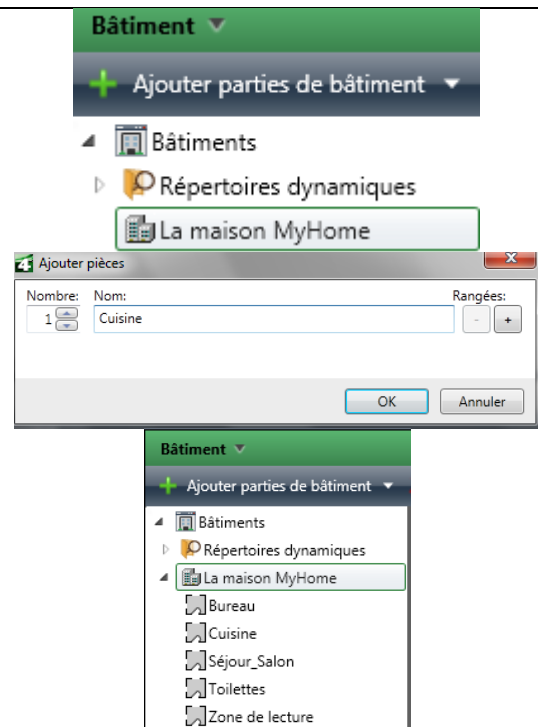 Bâtiment
Ajouter parties de bâtiment
Bâtiments
Répertoires dynamiques
La maison MyHome
4 Ajouter pièces
x
Nombre: Nom: Rangées:
1 Cuisine - +
OK Annuler
Bâtiment
Ajouter parties de bâtiment
Bâtiments
Répertoires dynamiques
La maison MyHome
Bureau
Cuisine
Séjour_Salon
Toilettes
Zone de lecture